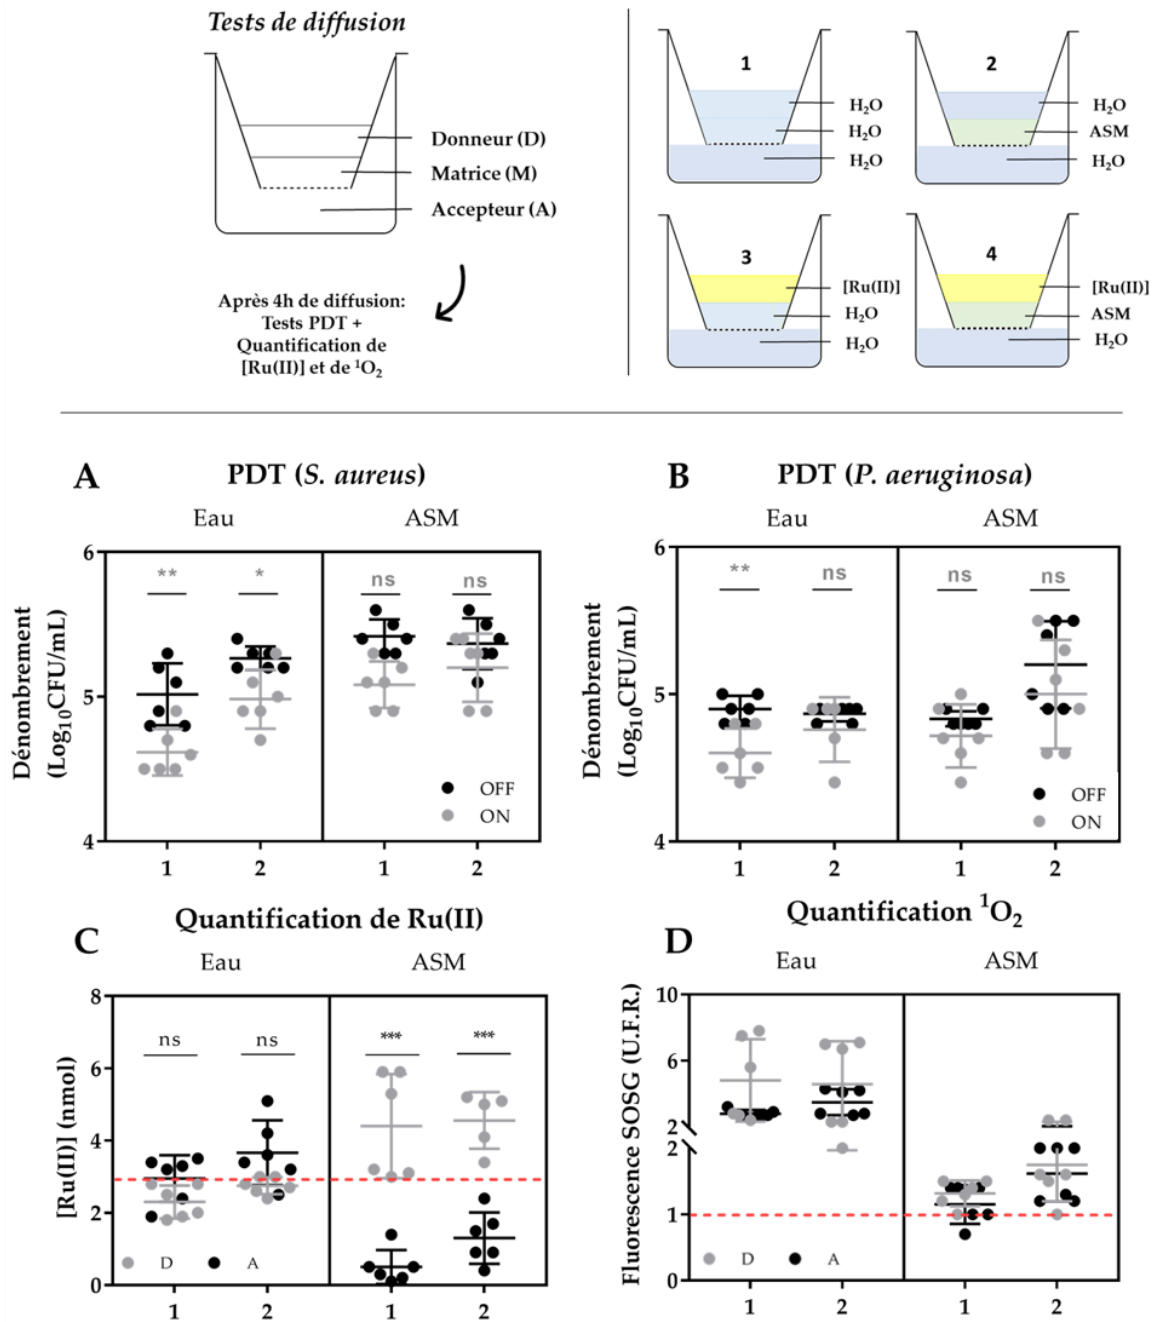 Tests de diffusion
Donneur (D)
Matrice (M)
Accepteur (A)
Après 4h de diffusion:
Tests PDT +
Quantification de
[Ru(II)] et de ¹O₂
1
H₂O
H₂O
H₂O
2
H₂O
ASM
H₂O
3
[Ru(II)]
H₂O
H₂O
4
[Ru(II)]
ASM
H₂O
A
PDT (S. aureus)
Eau
ASM
Dénombrement
(Log₁₀CFU/mL)
6
5
4
**
*
ns
ns
OFF
ON
1
2
1
2
B
PDT (P. aeruginosa)
Eau
ASM
Dénombrement
(Log₁₀CFU/mL)
6
5
4
**
ns
ns
ns
OFF
ON
1
2
1
2
C
Quantification de Ru(II)
Eau
ASM
[Ru(II)] (nmol)
8
6
4
2
0
ns
ns
***
***
D
A
1
2
1
2
D
Quantification ¹O₂
Eau
ASM
Fluorescence SOSG (U.F.R.)
10
6
2
2
1
0
D
A
1
2
1
2